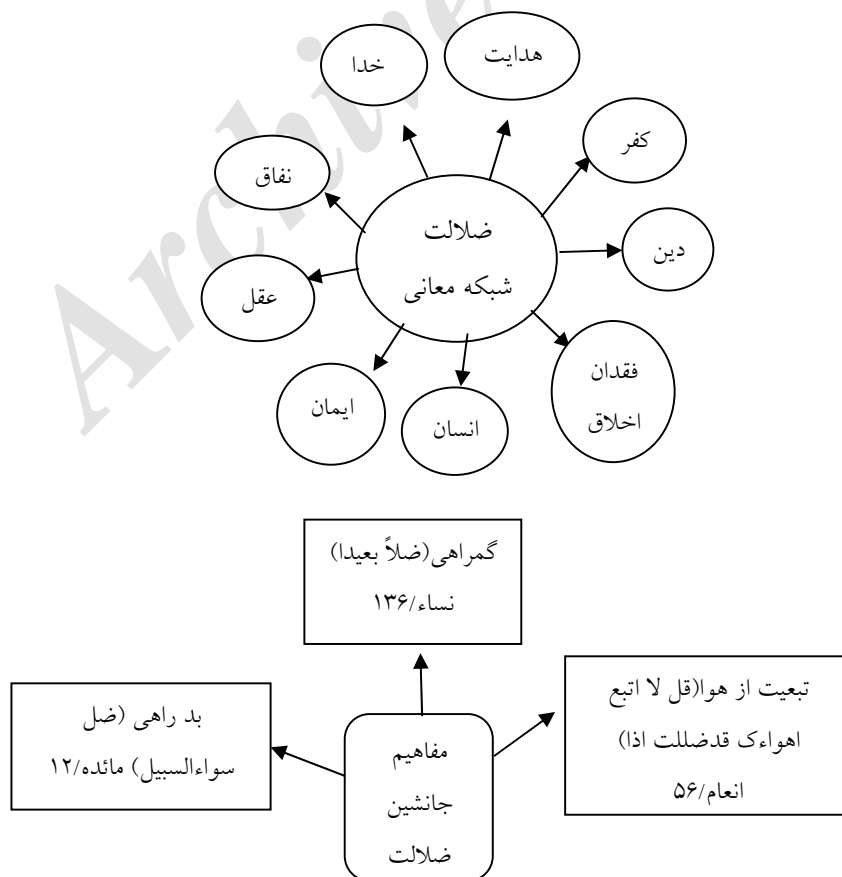 هدایت
خدا
کفر
نفاق
ضلالت
شبکه معانی
دین
عقل
فقدان
اخلاق
ایمان
انسان
گمراهی(ضلاً بعیدا)
نساء/۱۳۶
تبعیت از هوا(قل لا اتبع
اهواءک قدضللت اذا)
انعام/۵۶
بد راهی (ضل
سواءالسبیل) مائده/۱۲
مفاهیم
جانشین
ضلالت
Archive